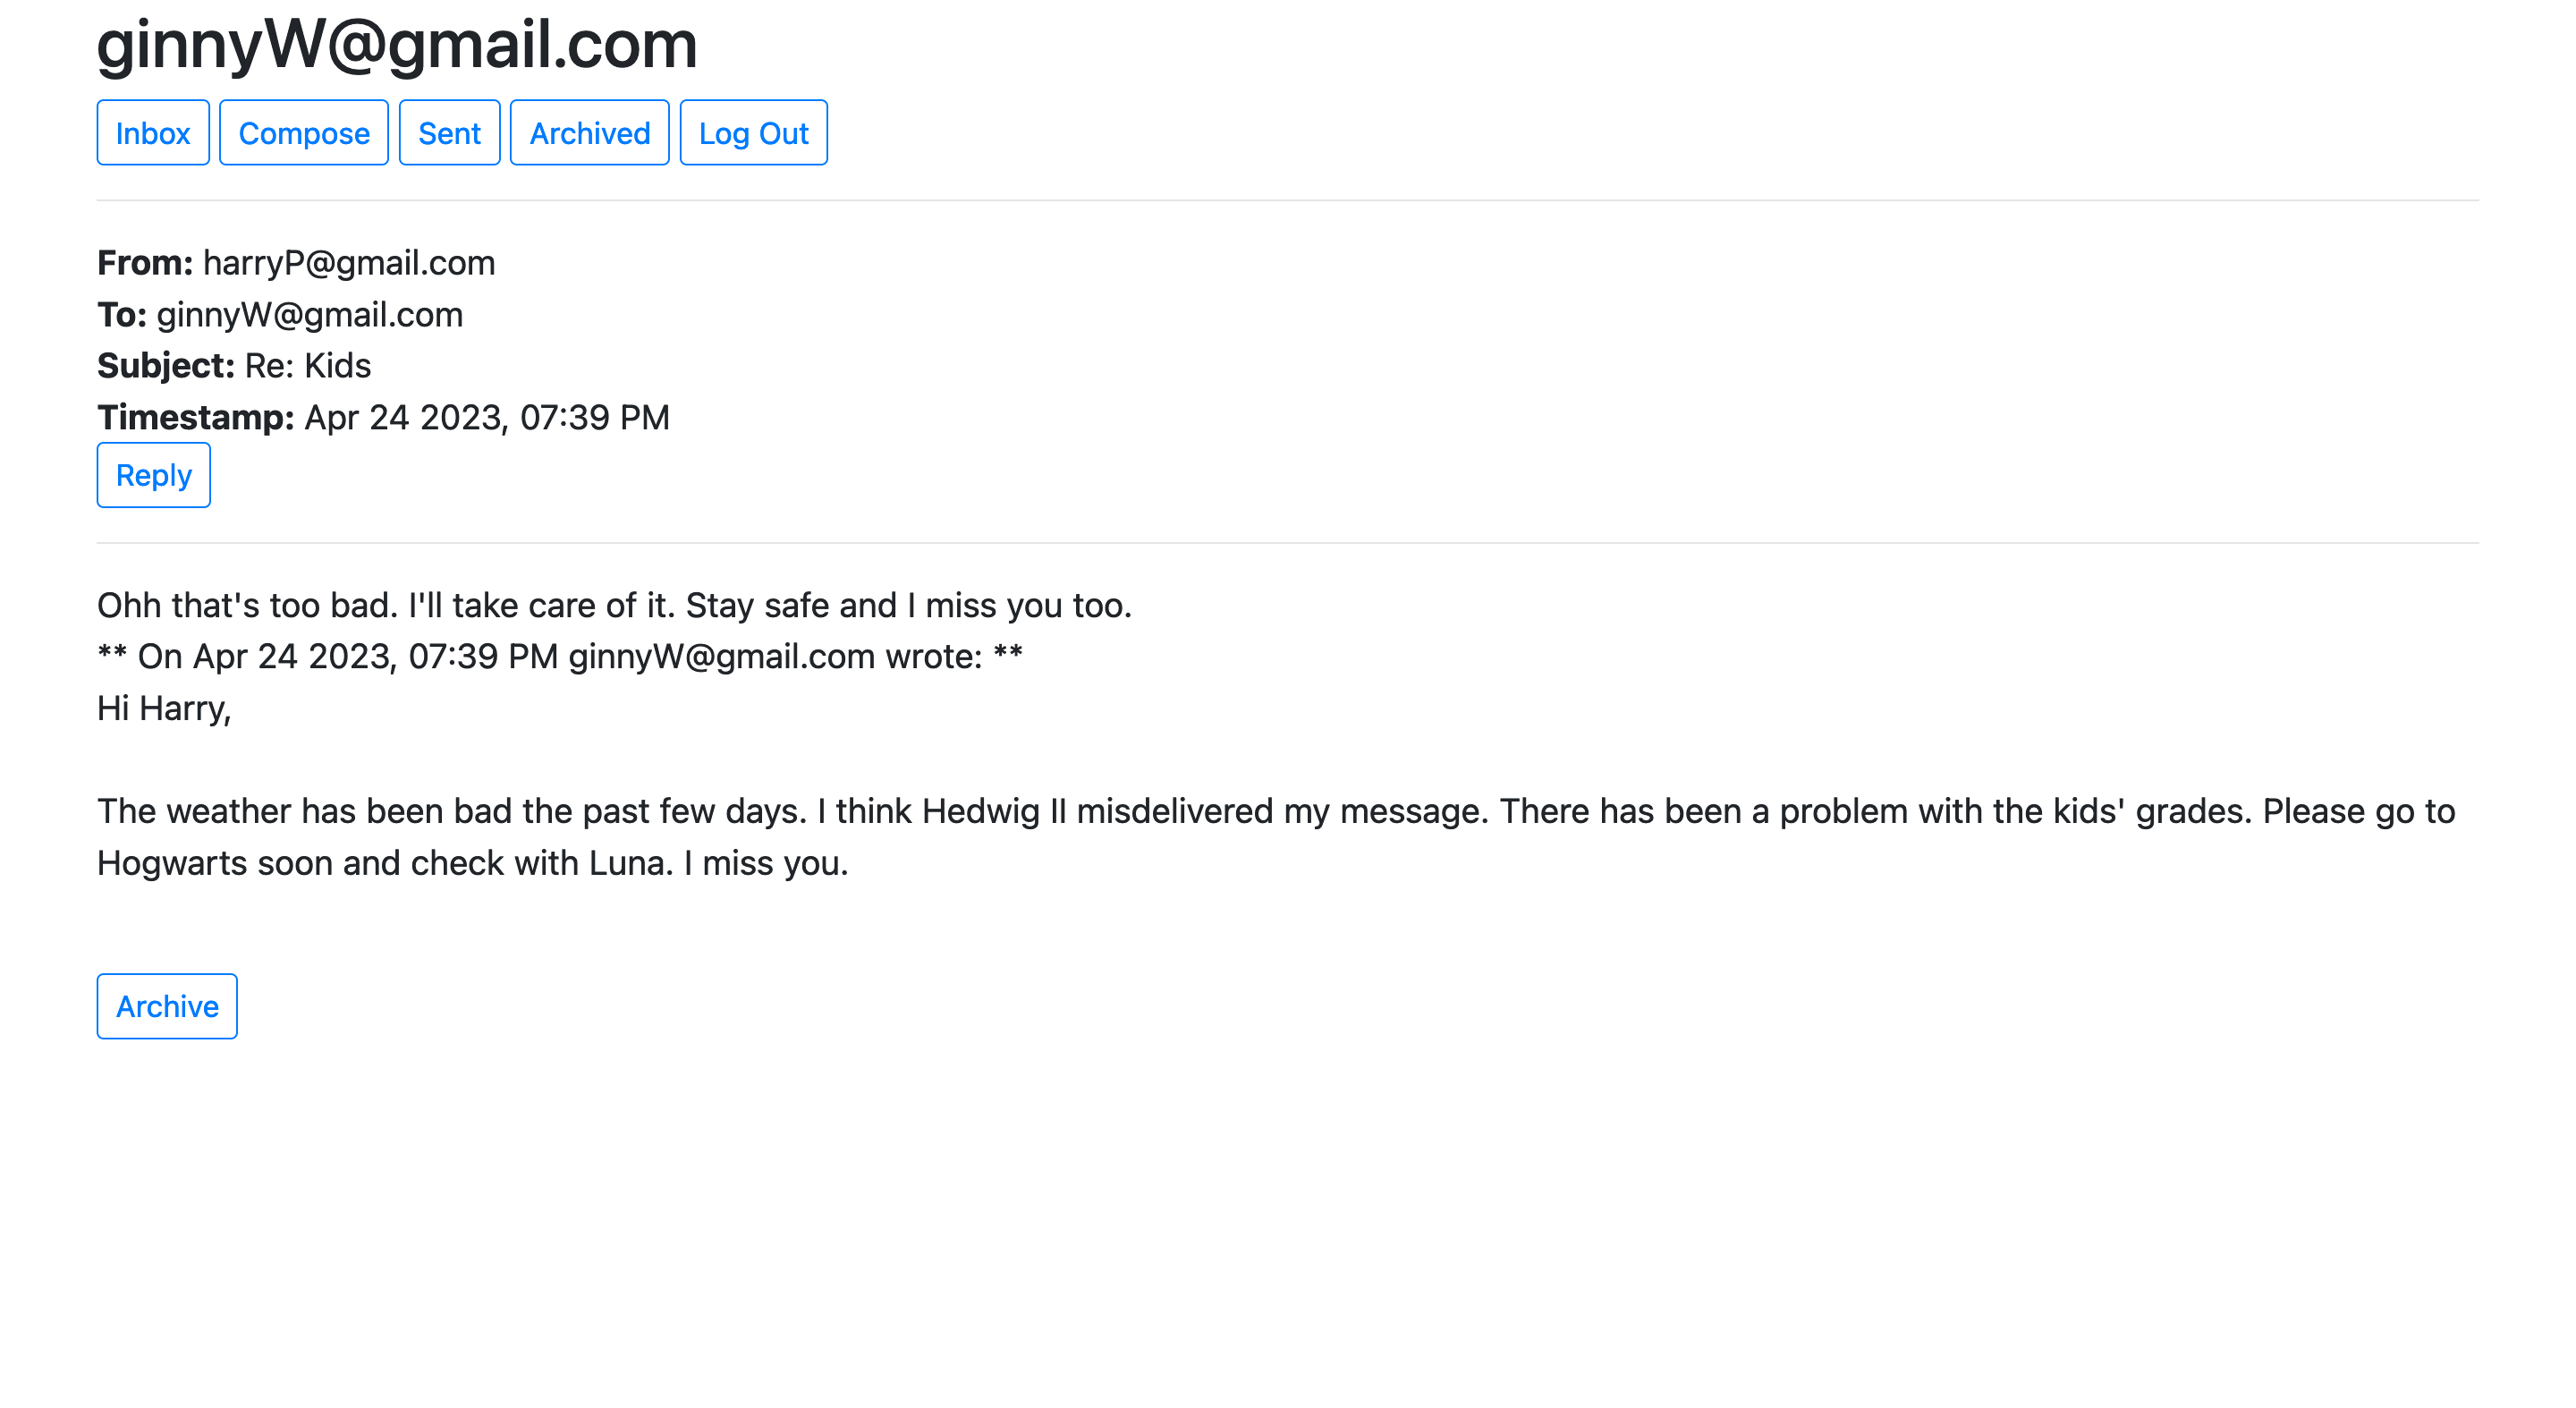 ginnyW@gmail.com
Inbox Compose Sent Archived Log Out
From: harryP@gmail.com
To: ginnyW@gmail.com
Subject: Re: Kids
Timestamp: Apr 24 2023, 07:39 PM
Reply
Ohh that's too bad. I'll take care of it. Stay safe and I miss you too.
** On Apr 24 2023, 07:39 PM ginnyW@gmail.com wrote: **
Hi Harry,
The weather has been bad the past few days. I think Hedwig II misdelivered my message. There has been a problem with the kids' grades. Please go to
Hogwarts soon and check with Luna. I miss you.
Archive